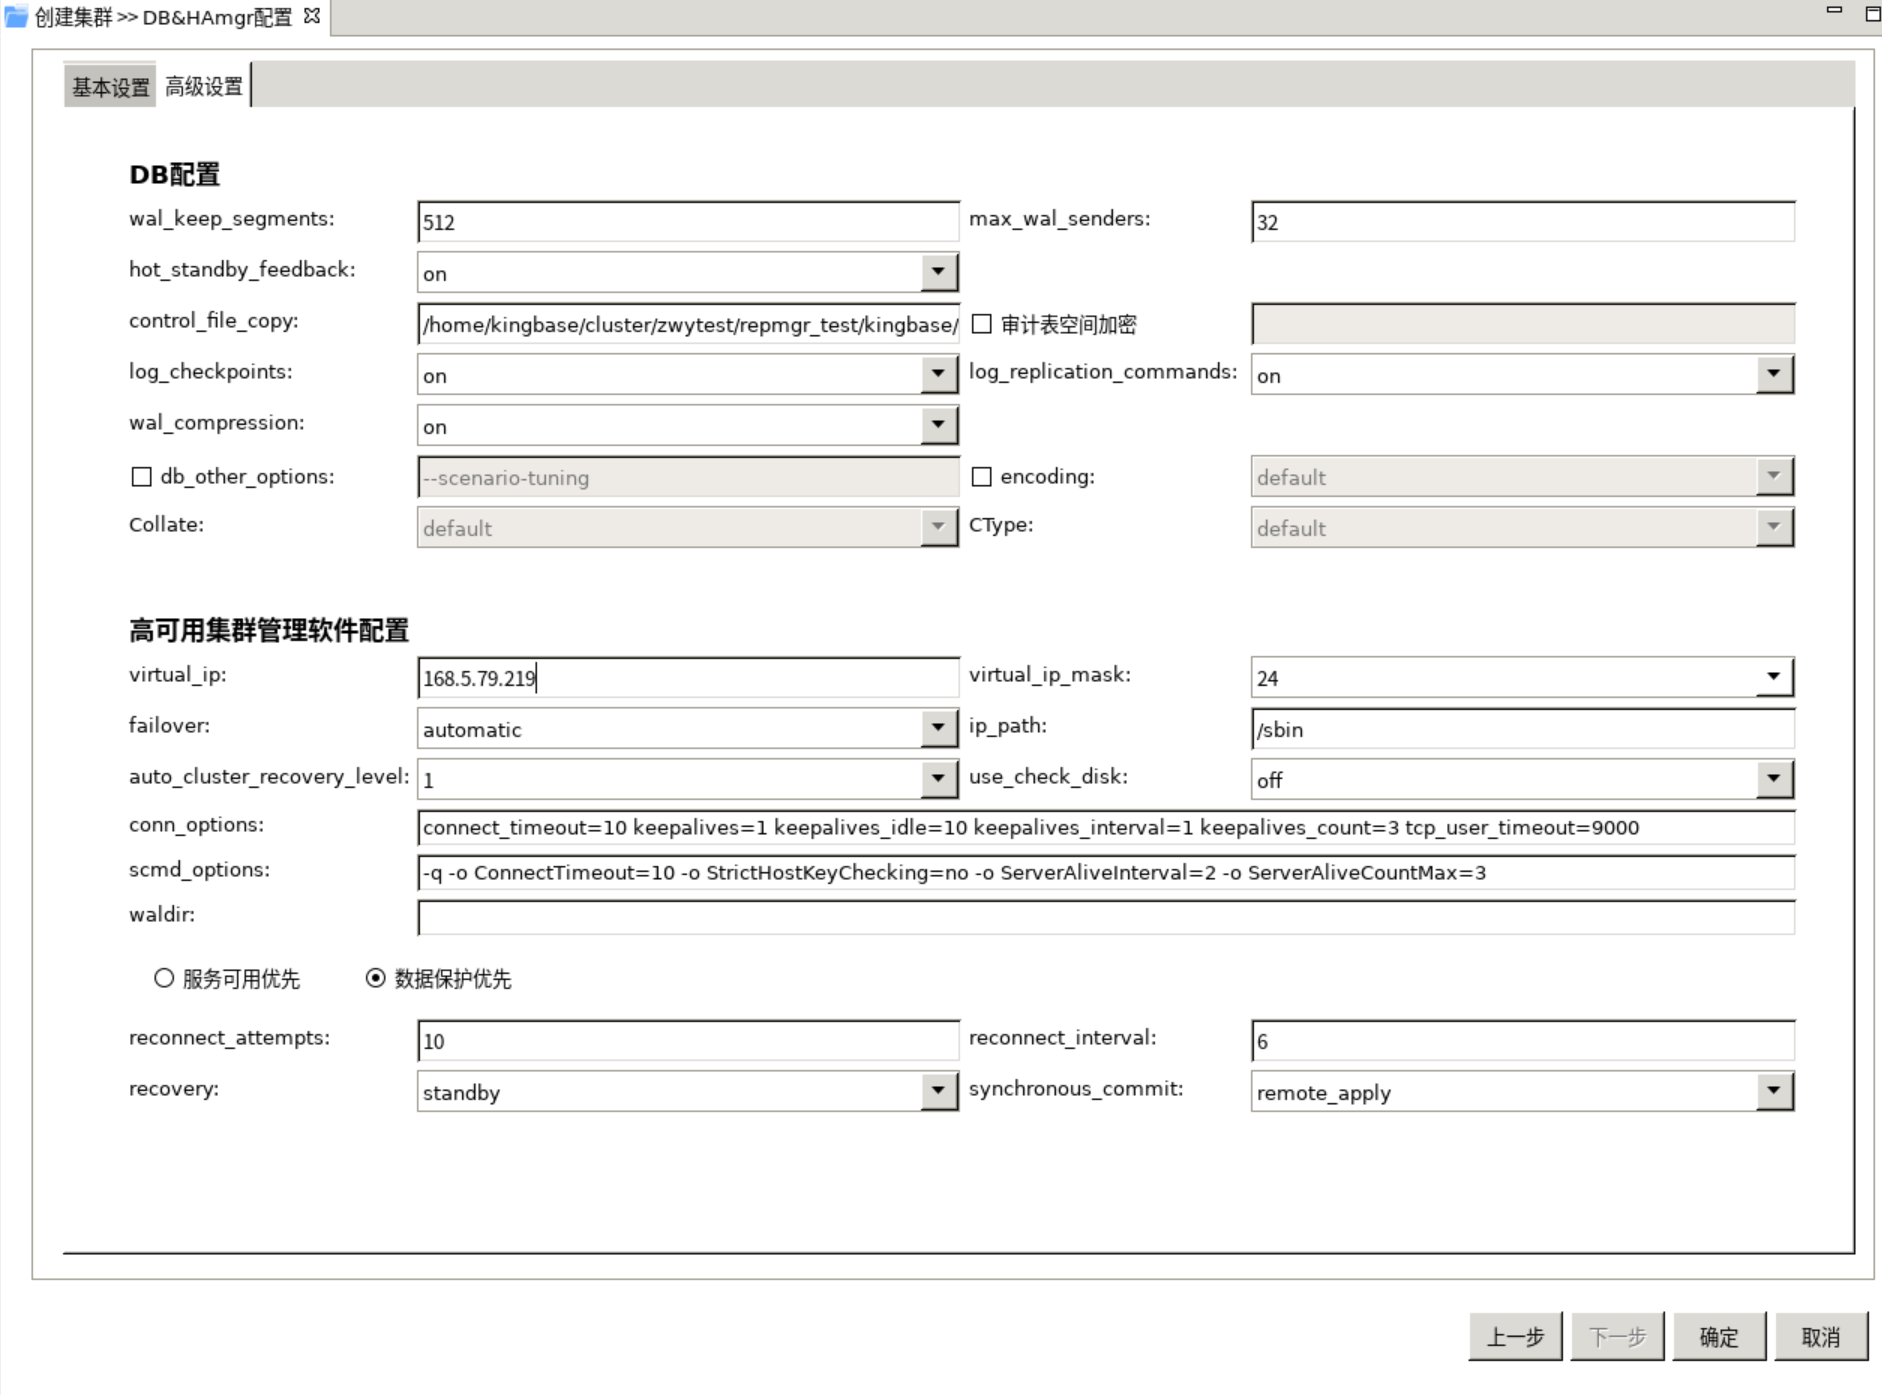 创建集群 >> DB&HAmgr配置
基本设置 高级设置
DB配置
wal_keep_segments: 512 max_wal_senders: 32
hot_standby_feedback: on
control_file_copy: /home/kingbase/cluster/zwytest/repmgr_test/kingbase/ 审计表空间加密
log_checkpoints: on log_replication_commands: on
wal_compression: on
db_other_options: --scenario-tuning encoding: default
Collate: default CType: default
高可用集群管理软件配置
virtual_ip: 168.5.79.219 virtual_ip_mask: 24
failover: automatic ip_path: /sbin
auto_cluster_recovery_level: 1 use_check_disk: off
conn_options: connect_timeout=10 keepalives=1 keepalives_idle=10 keepalives_interval=1 keepalives_count=3 tcp_user_timeout=9000
scmd_options: -q -o ConnectTimeout=10 -o StrictHostKeyChecking=no -o ServerAliveInterval=2 -o ServerAliveCountMax=3
waldir:
服务可用优先 数据保护优先
reconnect_attempts: 10 reconnect_interval: 6
recovery: standby synchronous_commit: remote_apply
上一步 下一步 确定 取消